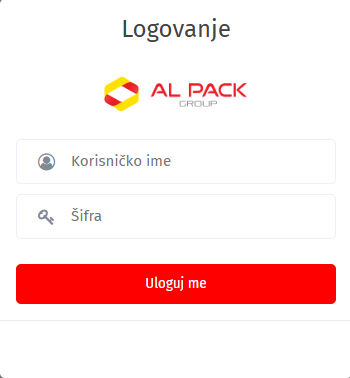 Logovanje
AL PACK
GROUP
Korisničko ime
Šifra
Uloguj me